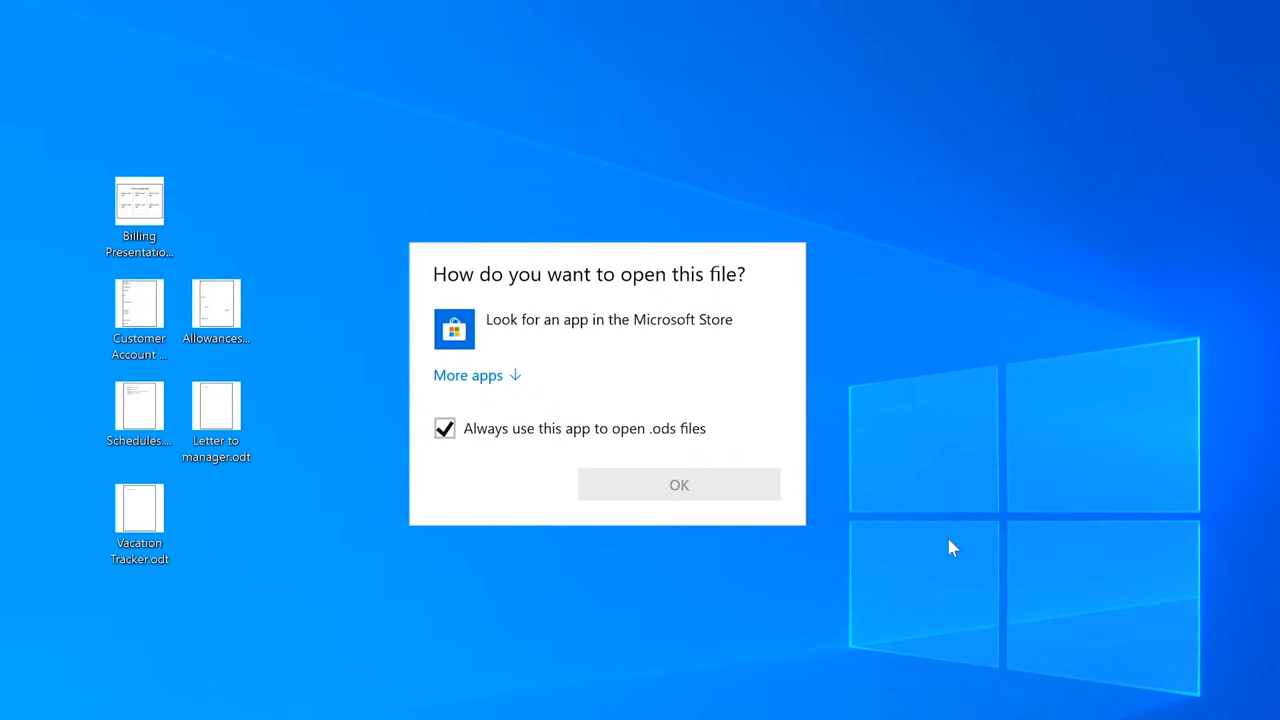 Billing
Presentatio...
Customer
Account ...
Allowances...
Schedules....
Letter to
manager.odt
Vacation
Tracker.odt
How do you want to open this file?
Look for an app in the Microsoft Store
More apps
Always use this app to open .ods files
OK